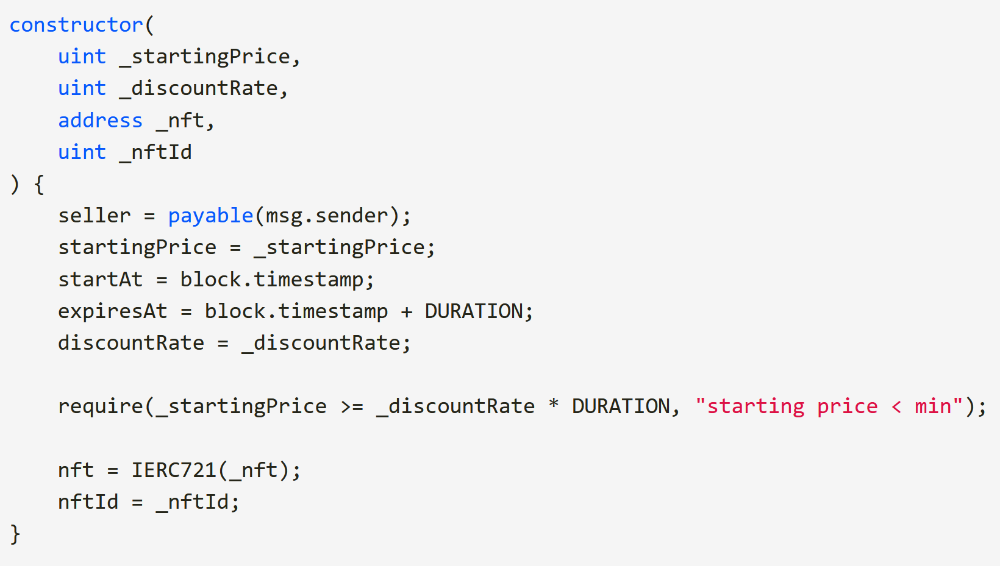 constructor(
    uint _startingPrice,
    uint _discountRate,
    address _nft,
    uint _nftId
) {
    seller = payable(msg.sender);
    startingPrice = _startingPrice;
    startAt = block.timestamp;
    expiresAt = block.timestamp + DURATION;
    discountRate = _discountRate;

    require(_startingPrice >= _discountRate * DURATION, "starting price < min");

    nft = IERC721(_nft);
    nftId = _nftId;
}